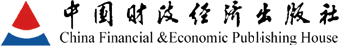 中国财政经济出版社
China Financial &Economic Publishing House